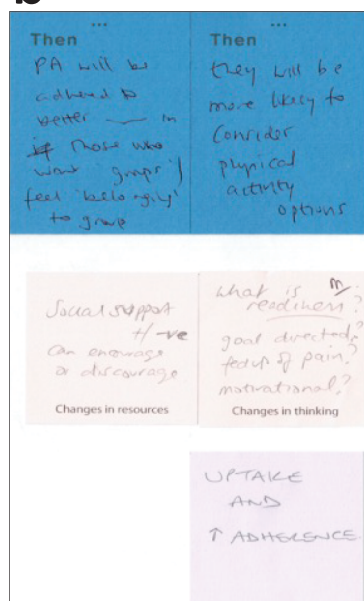 ...
Then
PA will be
adhered to
better — in
if those who
want 'groups' /
feel 'belonging'
to group
...
Then
they will be
more likely to
consider
physical
activity
options
Social support
+/-ve
can encourage
or discourage
Changes in resources
what is
readiness?
goal directed?
fed up of pain?
motivational?
Changes in thinking
UPTAKE
AND
↑ ADHERENCE.